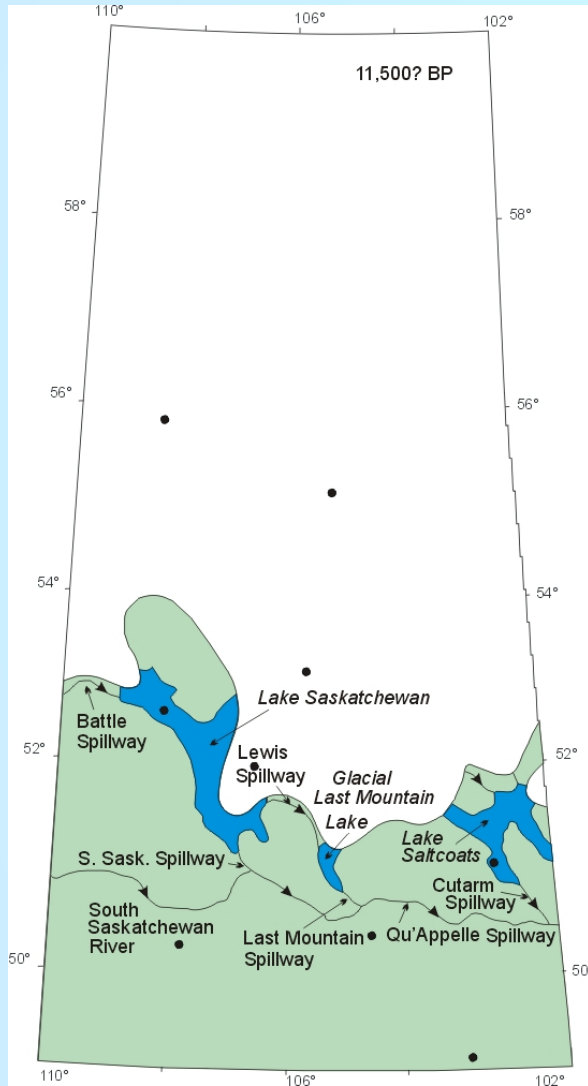 110°
106°
102°
11,500? BP
58°
58°
56°
56°
54°
54°
Lake Saskatchewan
Battle
Spillway
52°
52°
Lewis
Spillway
Glacial
Last Mountain
Lake
Lake
Saltcoats
S. Sask. Spillway
Cutarm
Spillway
South
Saskatchewan
River
Last Mountain
Spillway
Qu'Appelle Spillway
50°
50°
110°
106°
102°